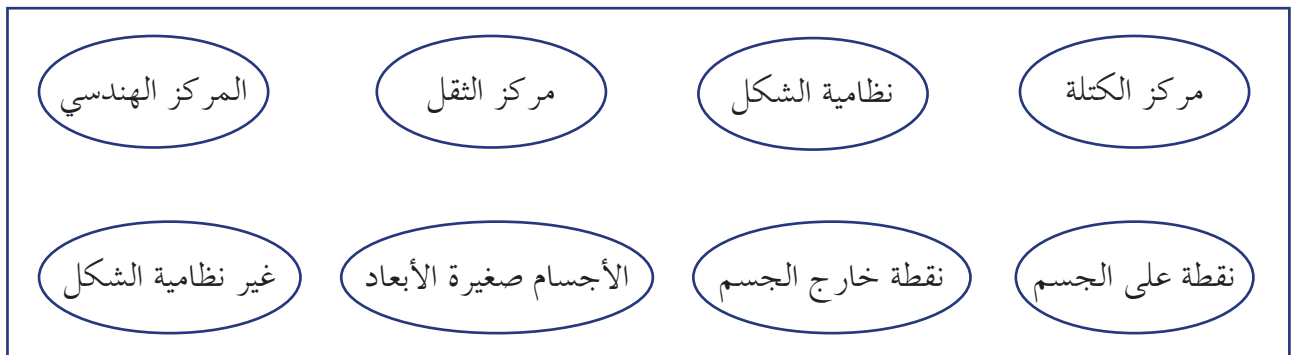 مركز الكتلة
نظامية الشكل
مركز الثقل
المركز الهندسي
نقطة على الجسم
نقطة خارج الجسم
الأجسام صغيرة الأبعاد
غير نظامية الشكل